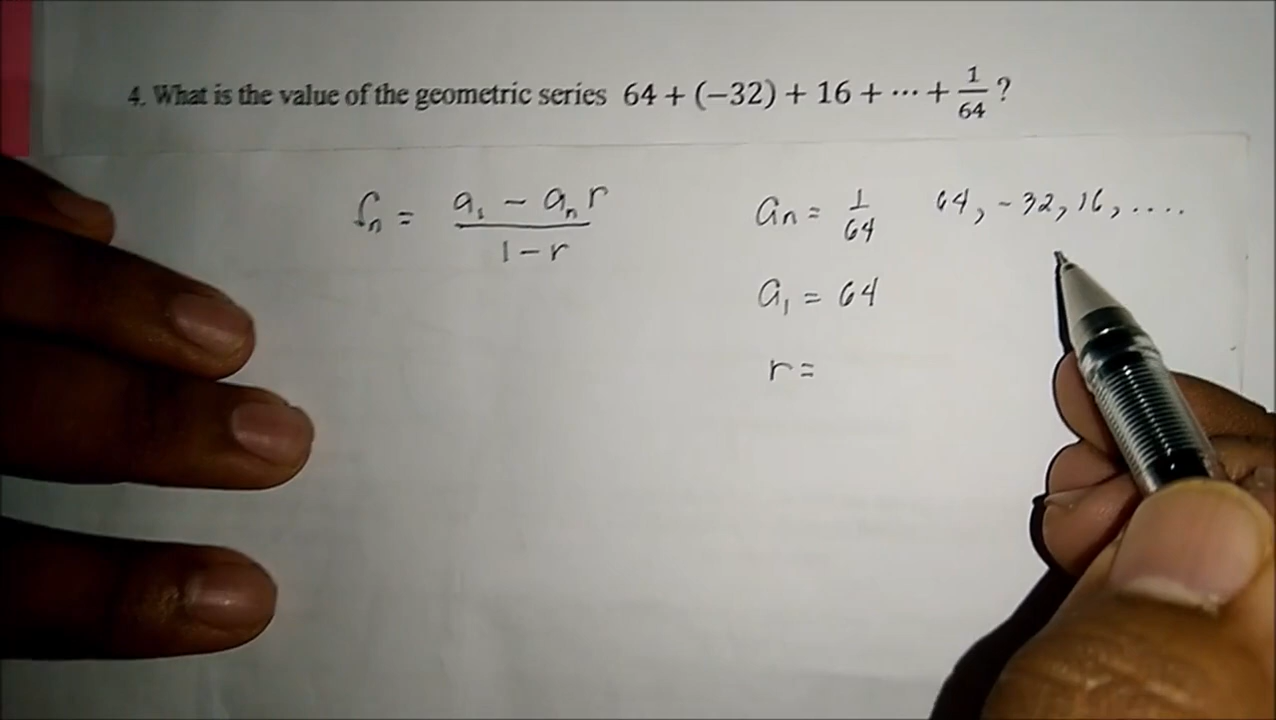 4. What is the value of the geometric series 64 + (−32) + 16 + ⋯ + 1/64 ?
Sn = (a1 − an r)/(1 − r)
an = 1/64
64, -32, 16, ....
a1 = 64
r =